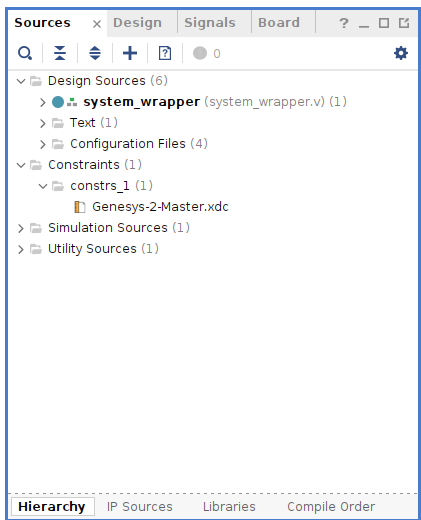 Sources × Design Signals Board ? _
0
Design Sources (6)
system_wrapper (system_wrapper.v) (1)
Text (1)
Configuration Files (4)
Constraints (1)
constrs_1 (1)
Genesys-2-Master.xdc
Simulation Sources (1)
Utility Sources (1)
Hierarchy IP Sources Libraries Compile Order